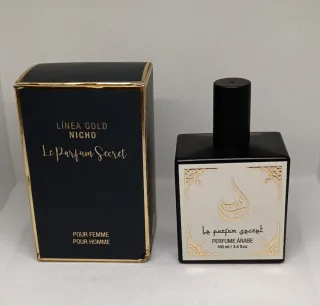 LÍNEA GOLD
NICHO
Le Parfum Secret
POUR FEMME
POUR HOMME
le parfum secret
PERFUME ÁRABE
100 ml / 3.4 fl.oz